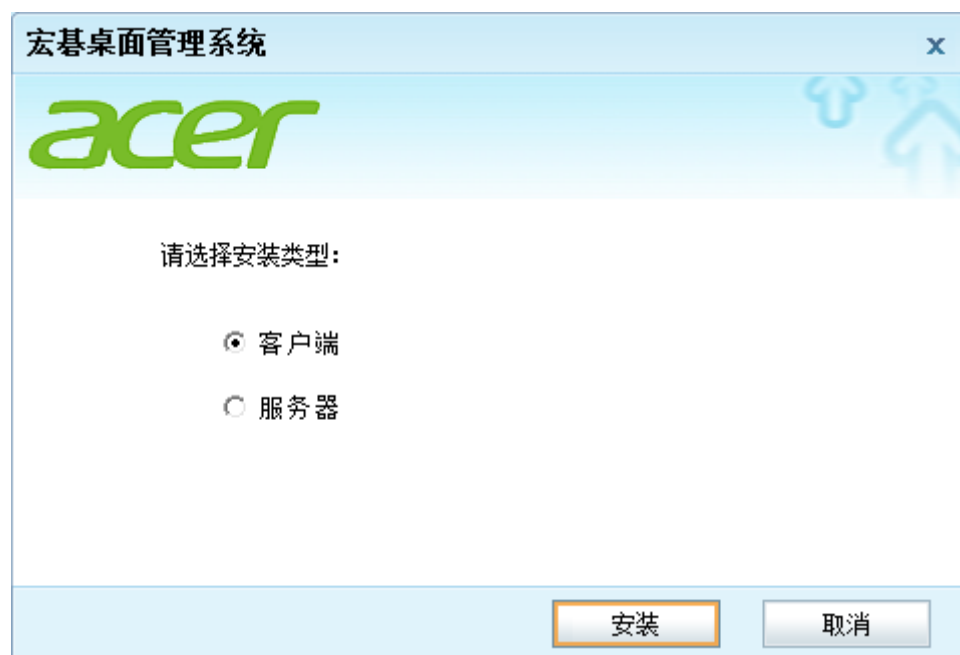 宏碁桌面管理系统
x
acer
请选择安装类型：
客户端
服务器
安装 取消